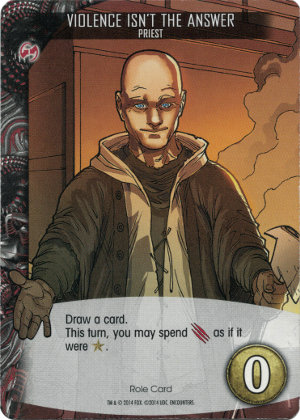 VIOLENCE ISN'T THE ANSWER
PRIEST
Draw a card.
This turn, you may spend as if it
were .
Role Card
0
TM & © 2014 FOX. ©2014 UDC. ENCOUNTERS.